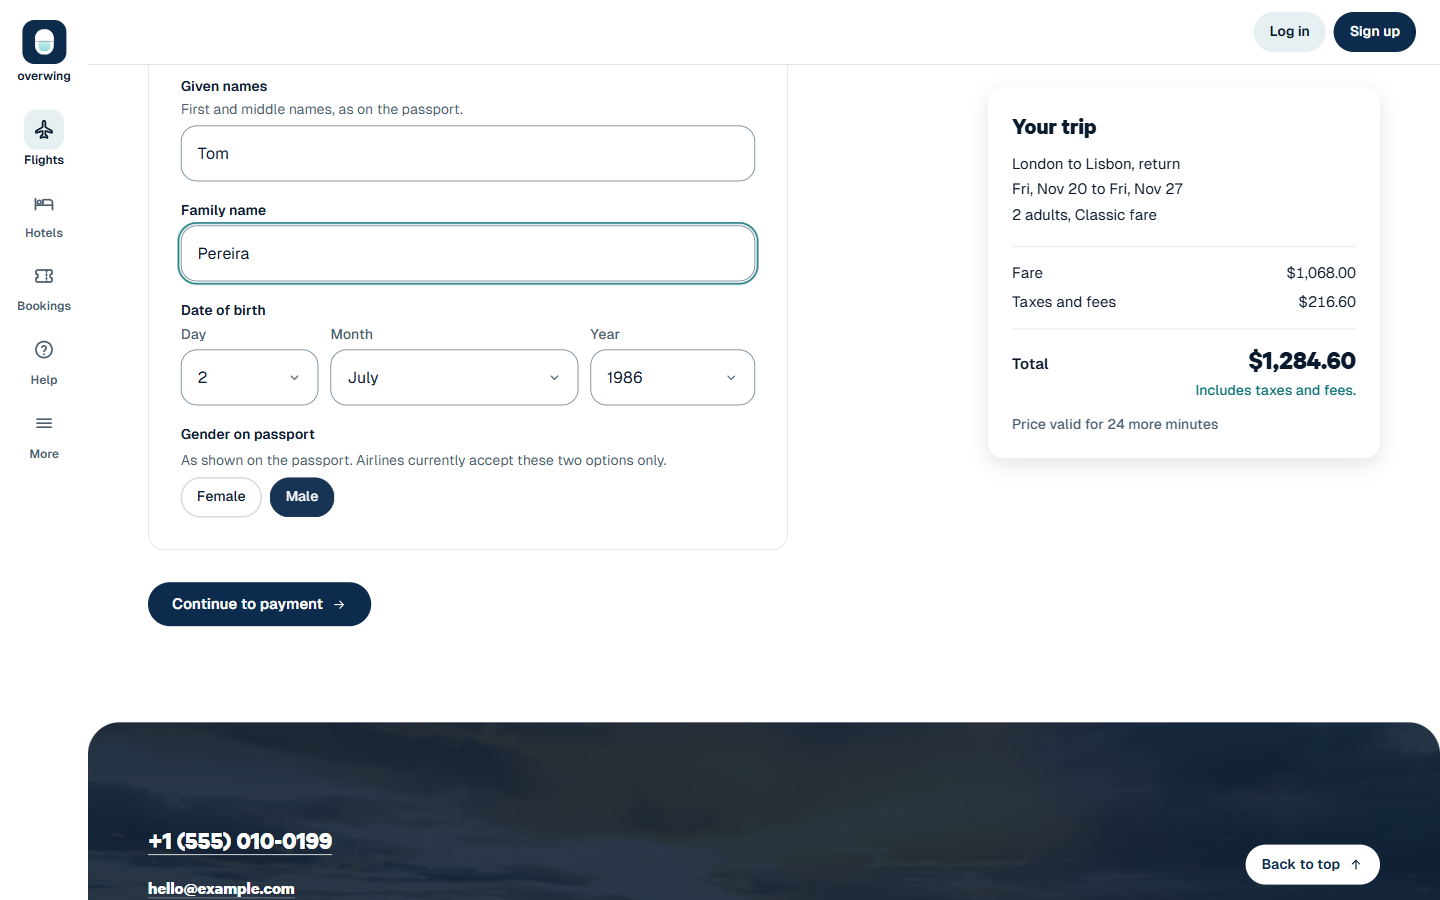 overwing
Flights
Hotels
Bookings
Help
More
Log in
Sign up
Given names
First and middle names, as on the passport.
Tom
Family name
Pereira
Date of birth
Day
Month
Year
2
July
1986
Gender on passport
As shown on the passport. Airlines currently accept these two options only.
Female
Male
Continue to payment →
Your trip
London to Lisbon, return
Fri, Nov 20 to Fri, Nov 27
2 adults, Classic fare
Fare $1,068.00
Taxes and fees $216.60
Total $1,284.60
Includes taxes and fees.
Price valid for 24 more minutes
+1 (555) 010-0199
hello@example.com
Back to top ↑